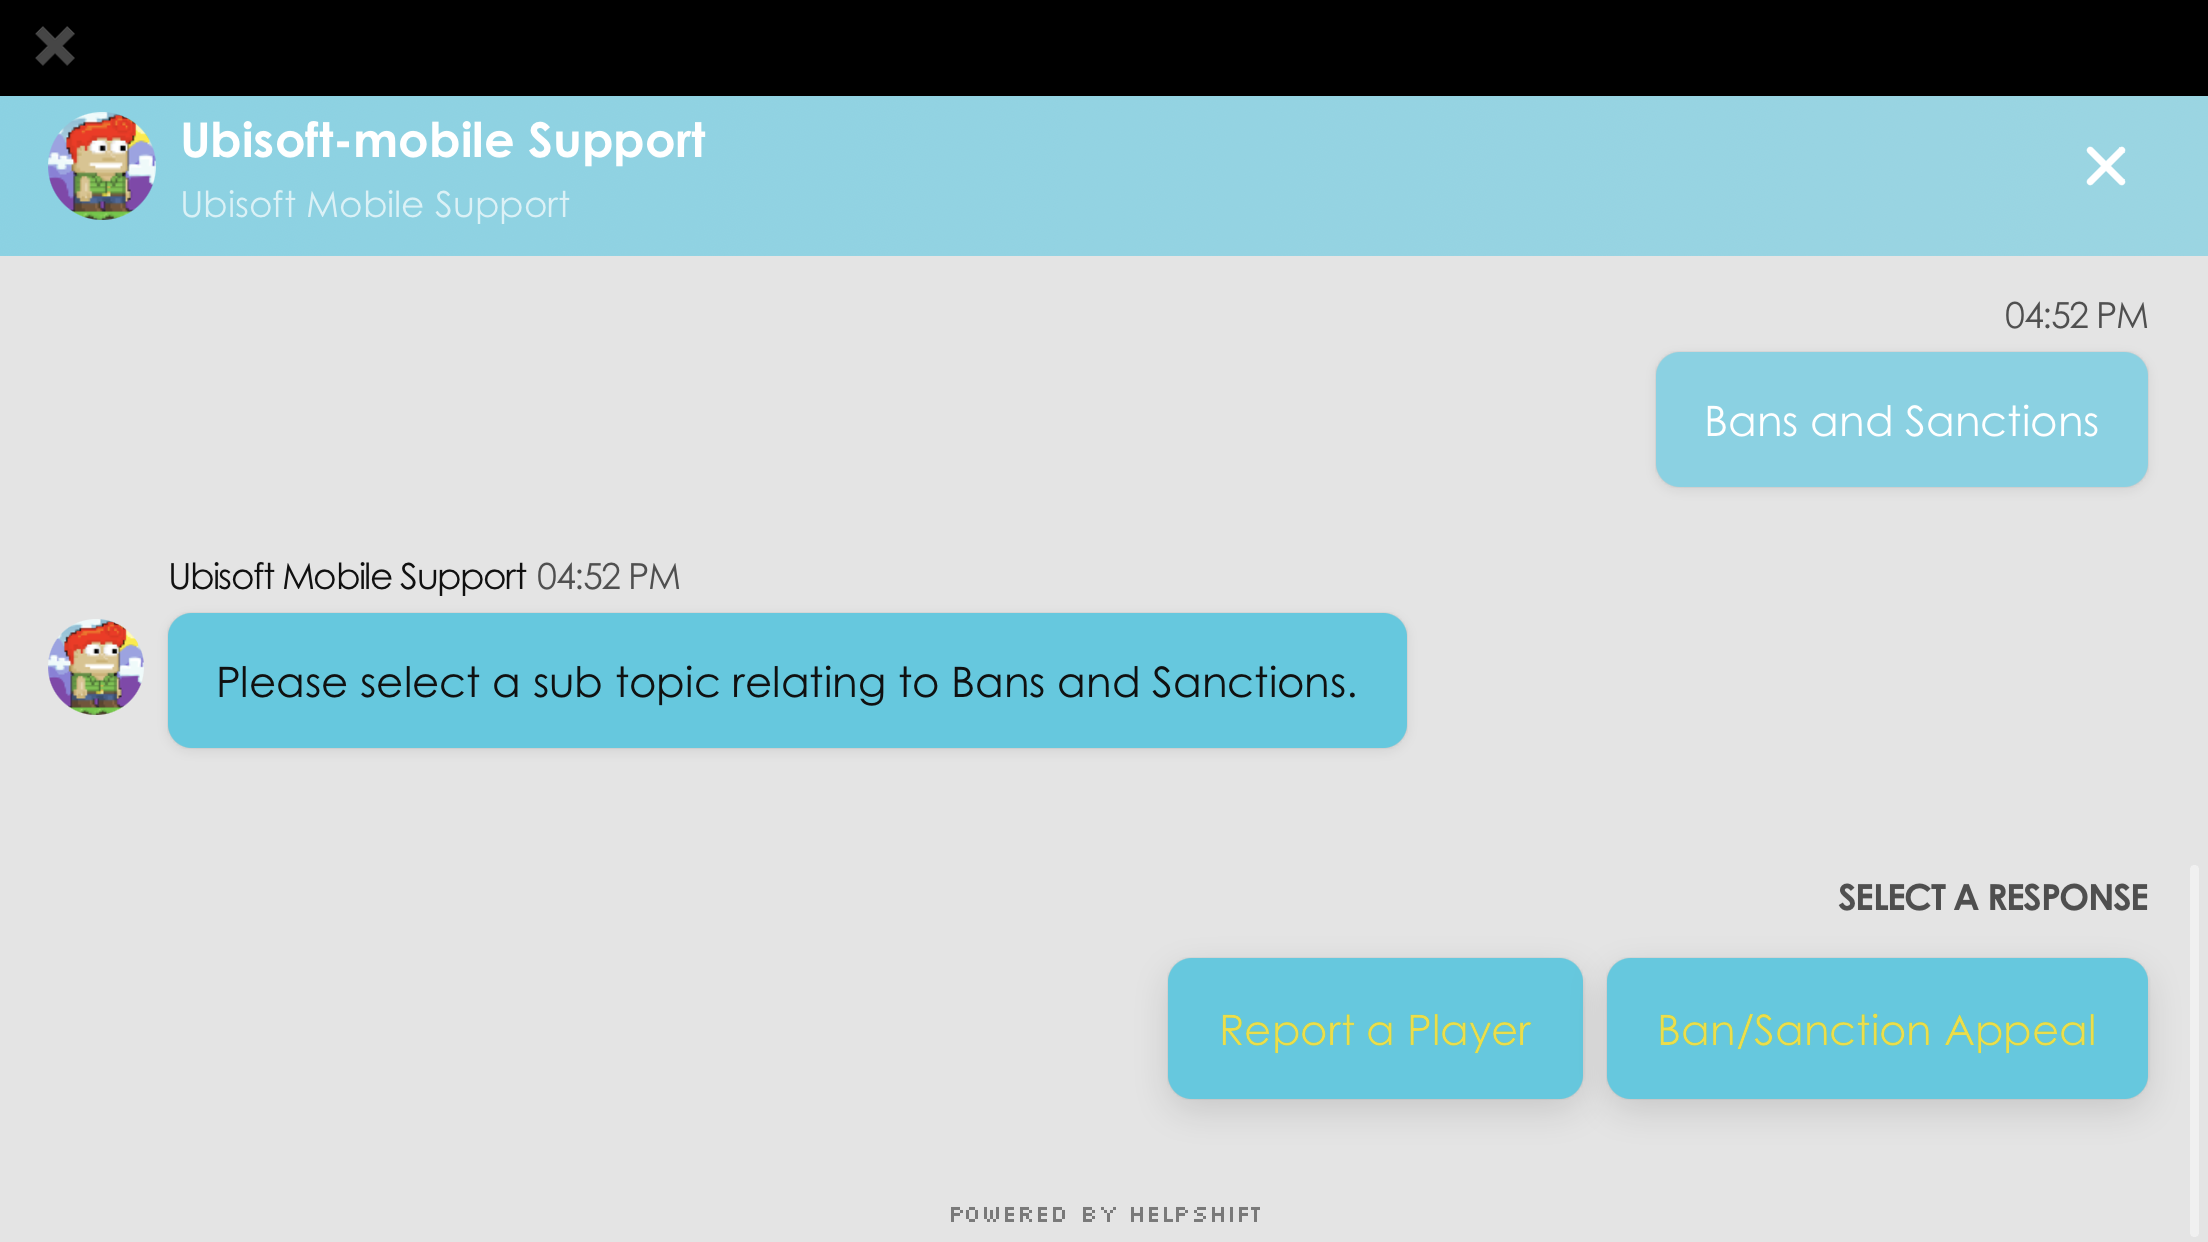 Ubisoft-mobile Support
Ubisoft Mobile Support
04:52 PM
Bans and Sanctions
Ubisoft Mobile Support 04:52 PM
Please select a sub topic relating to Bans and Sanctions.
SELECT A RESPONSE
Report a Player
Ban/Sanction Appeal
POWERED BY HELPSHIFT